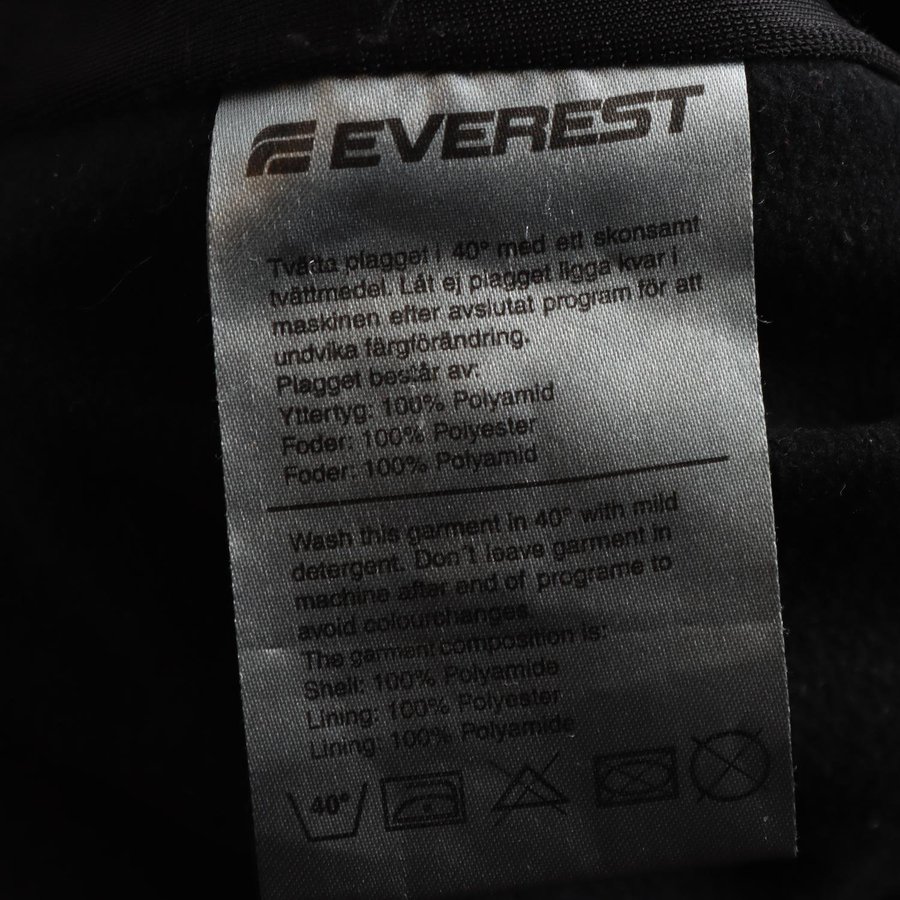 EVEREST
Tvätta plagget i 40° med ett skonsamt
tvättmedel. Låt ej plagget ligga kvar i
maskinen efter avslutat program för att
undvika färgförändring.
Plagget består av:
Yttertyg: 100% Polyamid
Foder: 100% Polyester
Foder: 100% Polyamid
Wash this garment in 40° with mild
detergent. Don't leave garment in
machine after end of programe to
avoid colourchanges.
The garment composition is:
Shell: 100% Polyamide
Lining: 100% Polyester
Lining: 100% Polyamide
40°